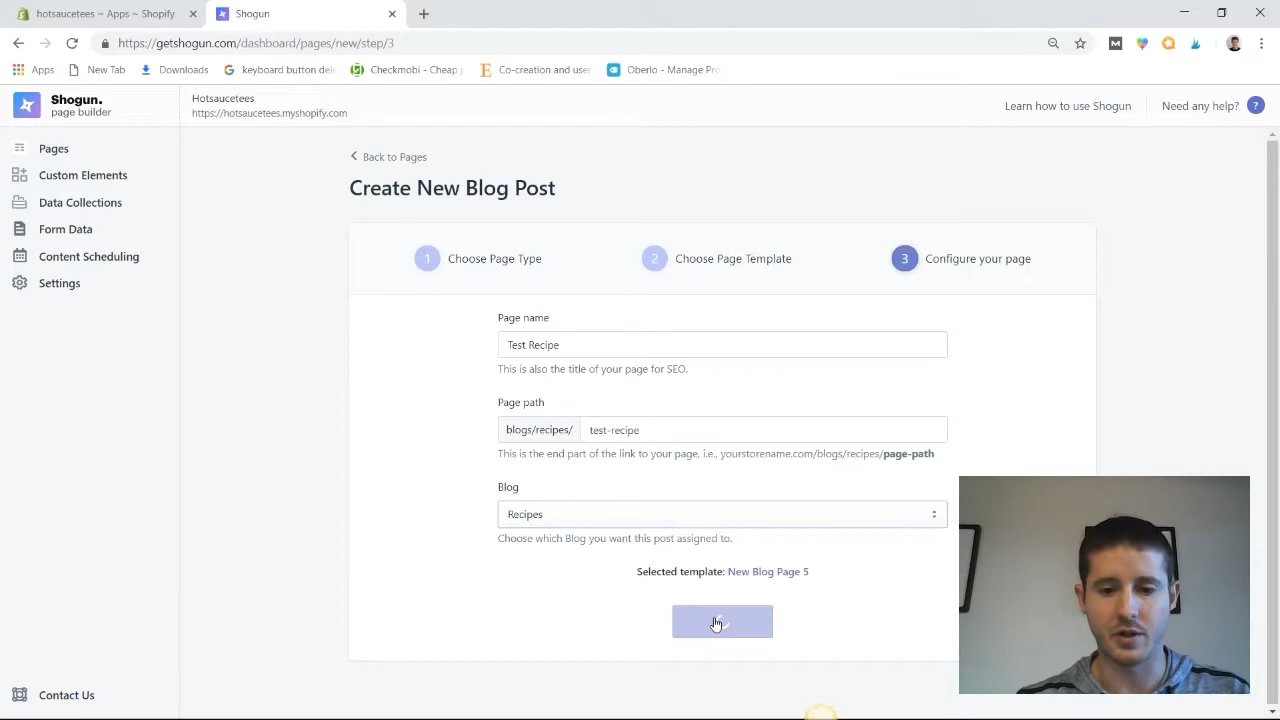 hotsaucetees ~ Apps ~ Shopify
Shogun
https://getshogun.com/dashboard/pages/new/step/3
Apps
New Tab
Downloads
keyboard button
Checkmobi - Cheap
Co-creation and user
Oberlo - Manage
Shogun.
page builder
Hotsaucetees
https://hotsaucetees.myshopify.com
Learn how to use Shogun
Need any help?
?
Pages
Custom Elements
Data Collections
Form Data
Content Scheduling
Settings
Contact Us
Back to Pages
Create New Blog Post
1 Choose Page Type
2 Choose Page Template
3 Configure your page
Page name
Test Recipe
This is also the title of your page for SEO.
Page path
blogs/recipes/ test-recipe
This is the end part of the link to your page, i.e., yourstorename.com/blogs/recipes/page-path
Blog
Recipes
Choose which Blog you want this post assigned to.
Selected template: New Blog Page 5